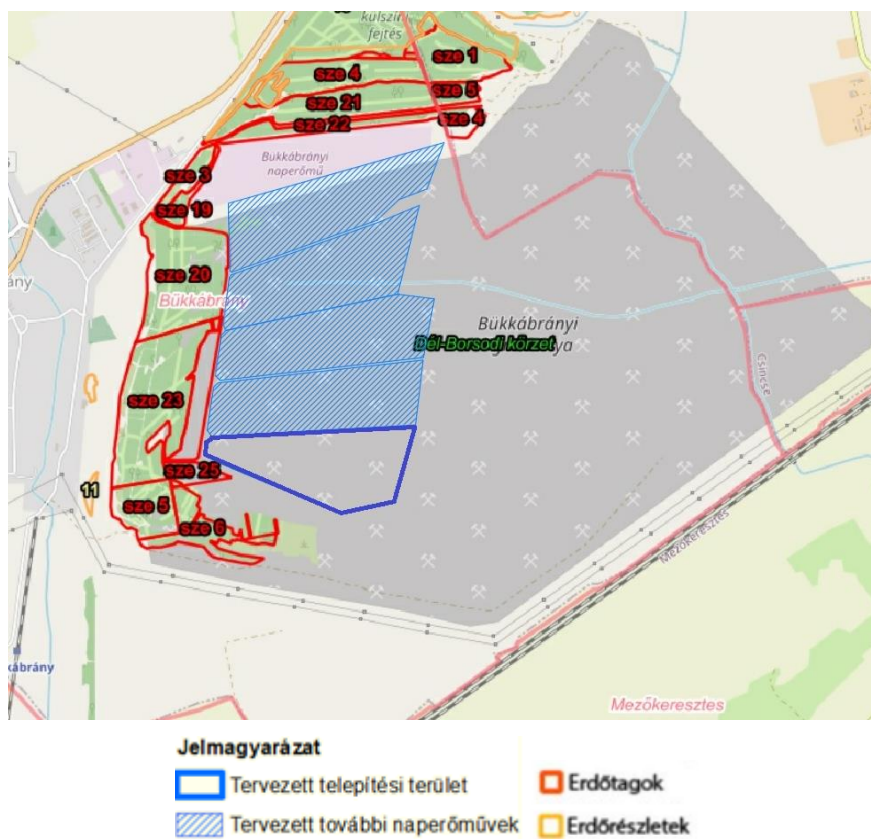 külszíni
fejtés
sze 1
sze 4
sze 5
sze 21
sze 4
sze 22
Bükkábrányi
naperőmű
sze 3
sze 19
sze 20
Bükkábrány
Bükkábrányi
Dél-Borsodi körzet
Csincse
sze 23
sze 25
11
sze 5
sze 6
Mezőkeresztes
Mezőkeresztes
Jelmagyarázat
Tervezett telepítési terület
Erdőtagok
Tervezett további naperőművek
Erdőrészletek